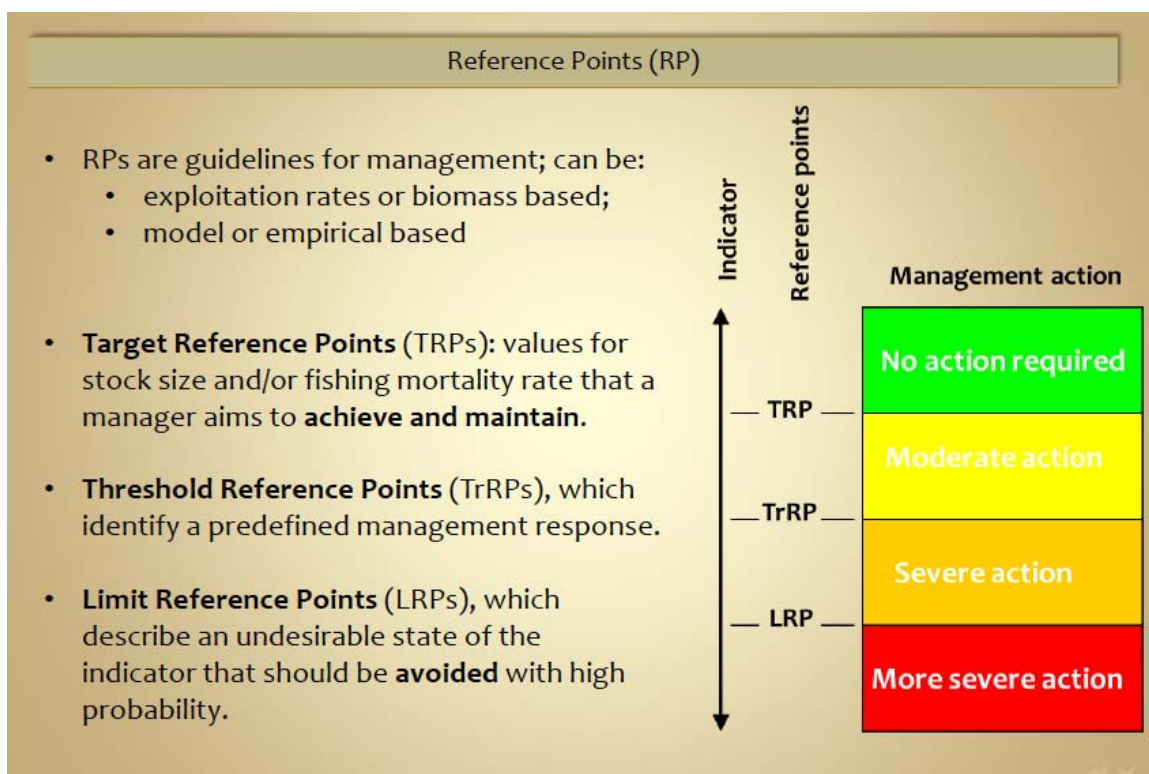 Reference Points (RP)
• RPs are guidelines for management; can be:
• exploitation rates or biomass based;
• model or empirical based
• Target Reference Points (TRPs): values for
stock size and/or fishing mortality rate that a
manager aims to achieve and maintain.
• Threshold Reference Points (TrRPs), which
identify a predefined management response.
• Limit Reference Points (LRPs), which
describe an undesirable state of the
indicator that should be avoided with high
probability.
Indicator
Reference points
Management action
No action required
TRP
Moderate action
TrRP
Severe action
LRP
More severe action